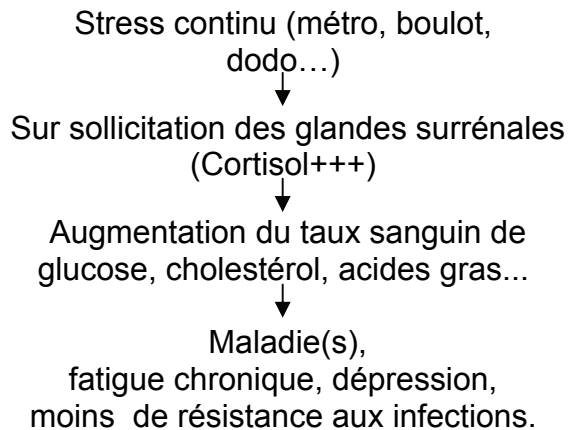 Stress continu (métro, boulot,
dodo…)
Sur sollicitation des glandes surrénales
(Cortisol+++)
Augmentation du taux sanguin de
glucose, cholestérol, acides gras...
Maladie(s),
fatigue chronique, dépression,
moins  de résistance aux infections.